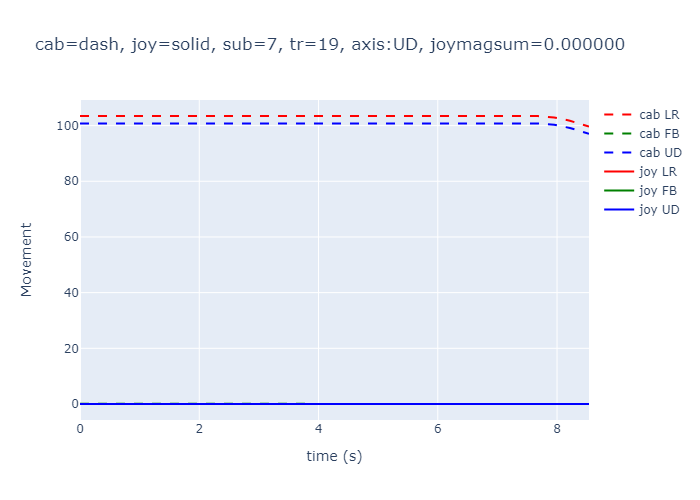 cab=dash, joy=solid, sub=7, tr=19, axis:UD, joymagsum=0.000000
cab LR
cab FB
cab UD
joy LR
joy FB
joy UD
Movement
100
80
60
40
20
0
0
2
4
6
8
time (s)